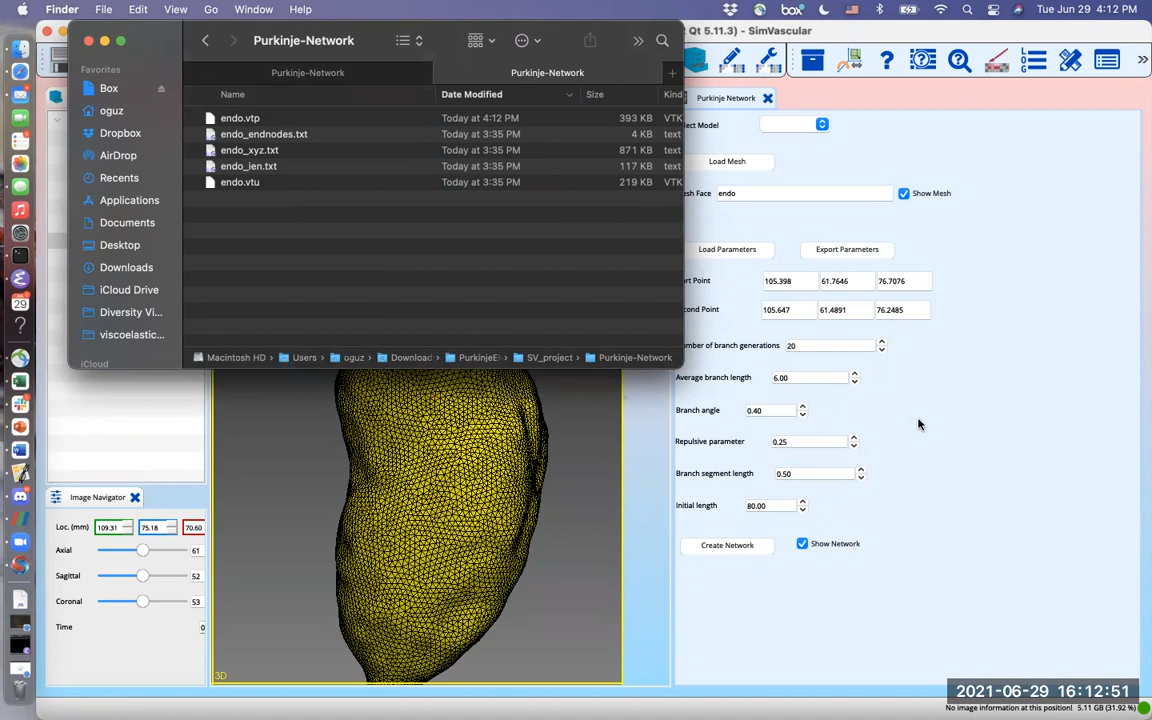 Finder File Edit View Go Window Help
box
Tue Jun 29 4:12 PM
Qt 5.11.3) - SimVascular
Purkinje-Network
Purkinje-Network
Purkinje-Network
Name Date Modified Size Kind
endo.vtp Today at 4:12 PM 393 KB VTK
endo_endnodes.txt Today at 3:35 PM 4 KB text
endo_xyz.txt Today at 3:35 PM 871 KB text
endo_ien.txt Today at 3:35 PM 117 KB text
endo.vtu Today at 3:35 PM 219 KB VTK
Macintosh HD › Users › oguz › Download › PurkinjeEl › SV_project › Purkinje-Network
Favorites
Box
oguz
Dropbox
AirDrop
Recents
Applications
Documents
Desktop
Downloads
iCloud Drive
Diversity Vi...
viscoelastic...
iCloud
Purkinje Network
ect Model
Load Mesh
sh Face endo Show Mesh
Load Parameters Export Parameters
rt Point 105.398 61.7646 76.7076
cond Point 105.647 61.4891 76.2485
umber of branch generations 20
Average branch length 6.00
Branch angle 0.40
Repulsive parameter 0.25
Branch segment length 0.50
Initial length 80.00
Create Network Show Network
Image Navigator
Loc. (mm) 109.31 75.18 70.60
Axial 61
Sagittal 52
Coronal 53
Time 0
3D
2021-06-29 16:12:51
No image information at this position! 5.11 GB (31.92 %)